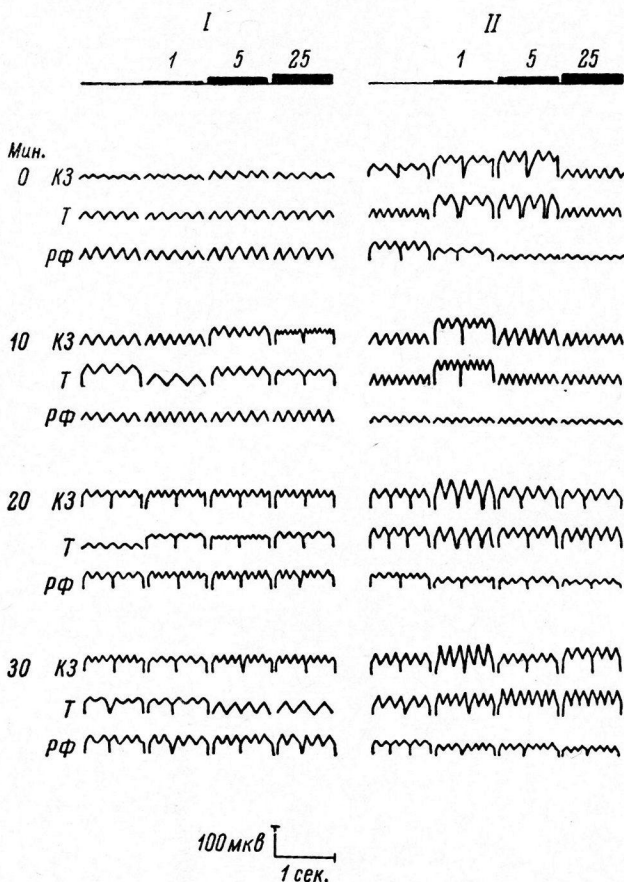 I II
1 5 25 1 5 25
Мин.
0 КЗ
Т
РФ
10 КЗ
Т
РФ
20 КЗ
Т
РФ
30 КЗ
Т
РФ
100 мкв
1 сек.